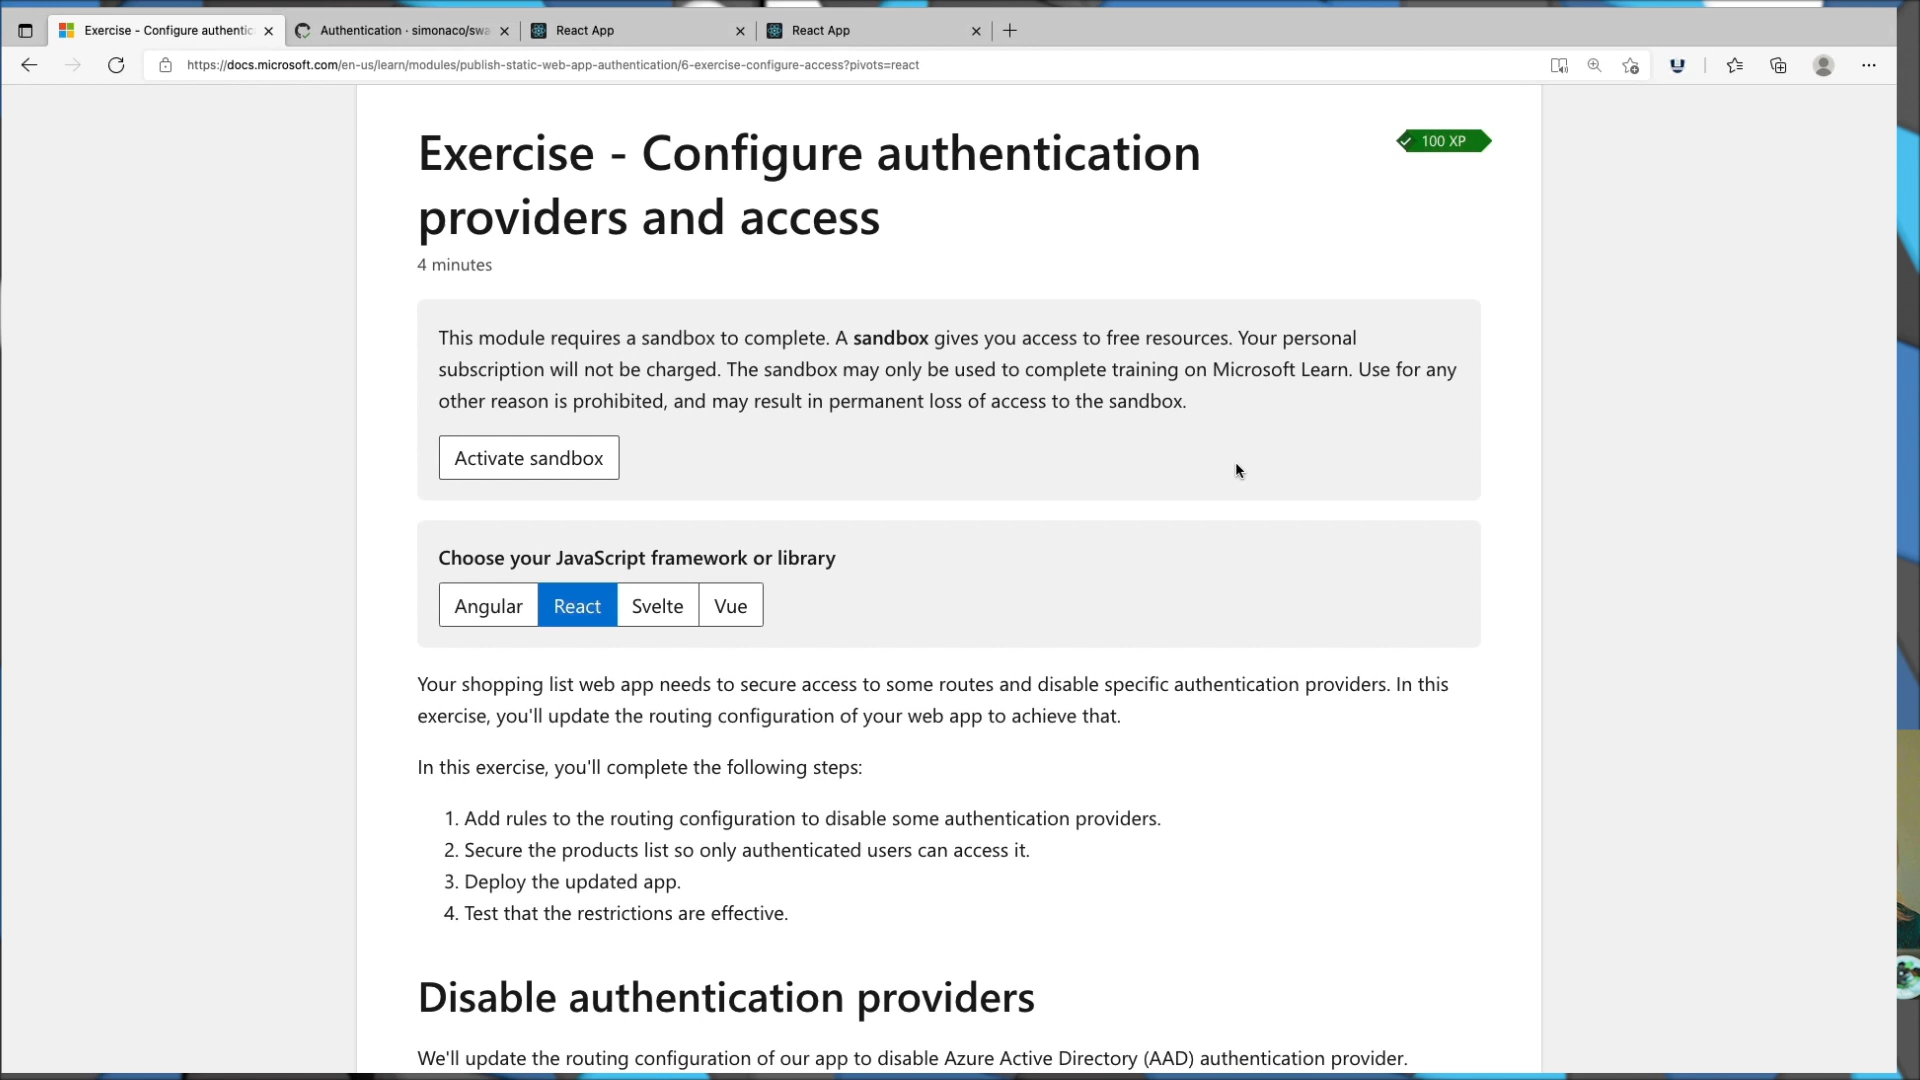 Exercise - Configure authentic
Authentication · simonaco/swa
React App
React App
https://docs.microsoft.com/en-us/learn/modules/publish-static-web-app-authentication/6-exercise-configure-access?pivots=react
Exercise - Configure authentication
providers and access
100 XP
4 minutes
This module requires a sandbox to complete. A sandbox gives you access to free resources. Your personal
subscription will not be charged. The sandbox may only be used to complete training on Microsoft Learn. Use for any
other reason is prohibited, and may result in permanent loss of access to the sandbox.
Activate sandbox
Choose your JavaScript framework or library
Angular React Svelte Vue
Your shopping list web app needs to secure access to some routes and disable specific authentication providers. In this
exercise, you'll update the routing configuration of your web app to achieve that.
In this exercise, you'll complete the following steps:
1. Add rules to the routing configuration to disable some authentication providers.
2. Secure the products list so only authenticated users can access it.
3. Deploy the updated app.
4. Test that the restrictions are effective.
Disable authentication providers
We'll update the routing configuration of our app to disable Azure Active Directory (AAD) authentication provider.